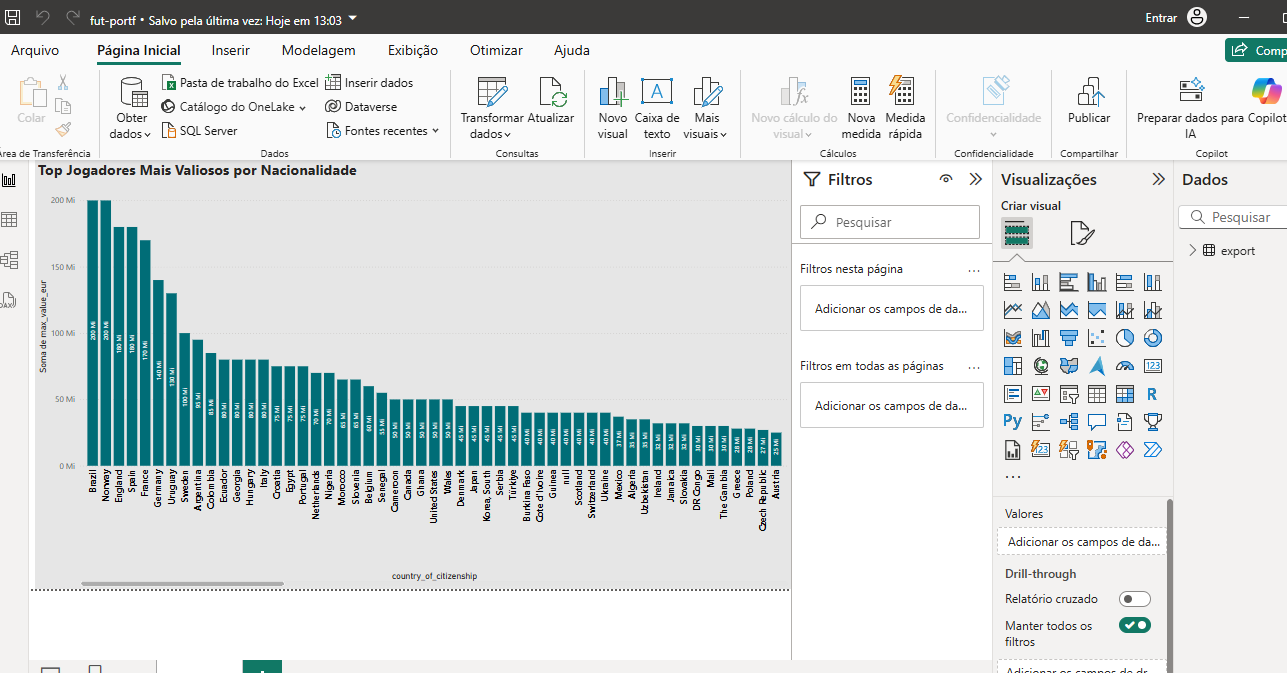 fut-portf • Salvo pela última vez: Hoje em 13:03
Entrar
Arquivo
Página Inicial
Inserir
Modelagem
Exibição
Otimizar
Ajuda
Comp
Colar
Área de Transferência
Obter dados
Pasta de trabalho do Excel
Catálogo do OneLake
SQL Server
Inserir dados
Dataverse
Fontes recentes
Dados
Transformar dados
Atualizar
Consultas
Novo visual
Caixa de texto
Mais visuais
Inserir
Novo cálculo do visual
Nova medida
Medida rápida
Cálculos
Confidencialidade
Confidencialidade
Publicar
Compartilhar
Preparar dados para IA
Copilot
Copilot
Top Jogadores Mais Valiosos por Nacionalidade
Soma de max_value_eur
200 Mi
150 Mi
100 Mi
50 Mi
0 Mi
200 Mi
200 Mi
180 Mi
180 Mi
170 Mi
140 Mi
130 Mi
100 Mi
95 Mi
85 Mi
80 Mi
80 Mi
80 Mi
80 Mi
75 Mi
75 Mi
75 Mi
70 Mi
70 Mi
65 Mi
65 Mi
60 Mi
55 Mi
50 Mi
50 Mi
50 Mi
50 Mi
50 Mi
45 Mi
45 Mi
45 Mi
45 Mi
45 Mi
40 Mi
40 Mi
40 Mi
40 Mi
40 Mi
40 Mi
40 Mi
37 Mi
35 Mi
35 Mi
32 Mi
32 Mi
32 Mi
30 Mi
30 Mi
30 Mi
28 Mi
28 Mi
27 Mi
25 Mi
Brazil
Norway
England
Spain
France
Germany
Uruguay
Sweden
Argentina
Colombia
Ecuador
Georgia
Hungary
Italy
Croatia
Egypt
Portugal
Netherlands
Nigeria
Morocco
Slovenia
Belgium
Senegal
Cameroon
Canada
Ghana
United States
Wales
Denmark
Japan
Korea, South
Serbia
Türkiye
Burkina Faso
Cote d'Ivoire
Guinea
null
Scotland
Switzerland
Ukraine
Mexico
Algeria
Uzbekistan
Ireland
Jamaica
Slovakia
DR Congo
Mali
The Gambia
Greece
Poland
Czech Republic
Austria
country_of_citizenship
Filtros
Pesquisar
Filtros nesta página
...
Adicionar os campos de da...
Filtros em todas as páginas
...
Adicionar os campos de da...
Visualizações
Criar visual
123
R
Py
123
...
Valores
Adicionar os campos de da...
Drill-through
Relatório cruzado
Manter todos os filtros
Adicionar os campos de dr
Dados
Pesquisar
export